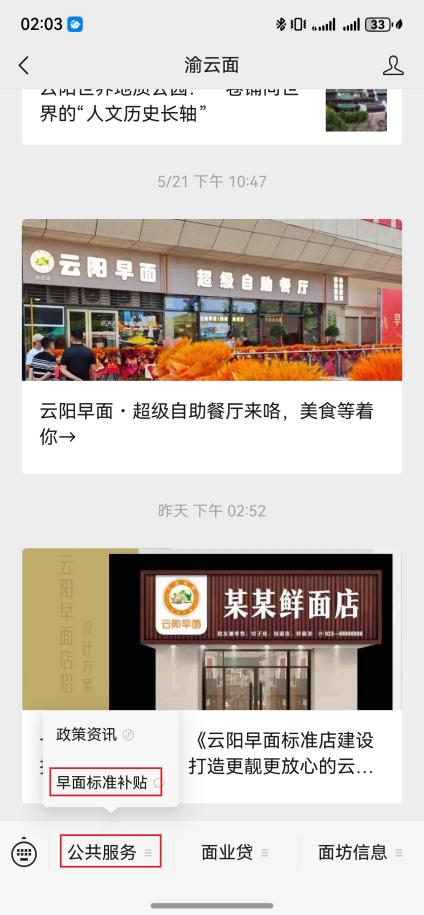 02:03
33
渝云面
云阳世界地质公园：一卷铺向世
界的“人文历史长轴”
5/21 下午 10:47
云阳早面
超级自助餐厅
早
云阳早面·超级自助餐厅来咯，美食等着
你→
昨天 下午 02:52
云阳早面店招
设计方案
云阳早面
某某鲜面店
《云阳早面标准店建设
打造更靓更放心的云…
政策资讯
早面标准补贴
公共服务
面业贷
面坊信息